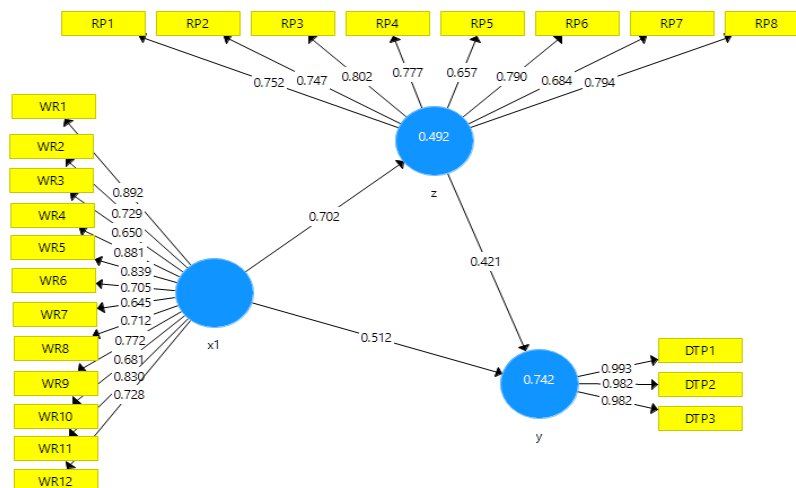 RP1 RP2 RP3 RP4 RP5 RP6 RP7 RP8
0.752 0.747 0.802 0.777 0.657 0.790 0.684 0.794
0.492
z
WR1
WR2
WR3
WR4
WR5
WR6
WR7
WR8
WR9
WR10
WR11
WR12
0.892
0.729
0.650
0.881
0.839
0.705
0.645
0.712
0.772
0.681
0.830
0.728
x1
0.702
0.421
0.512
0.742
y
0.993
0.982
0.982
DTP1
DTP2
DTP3